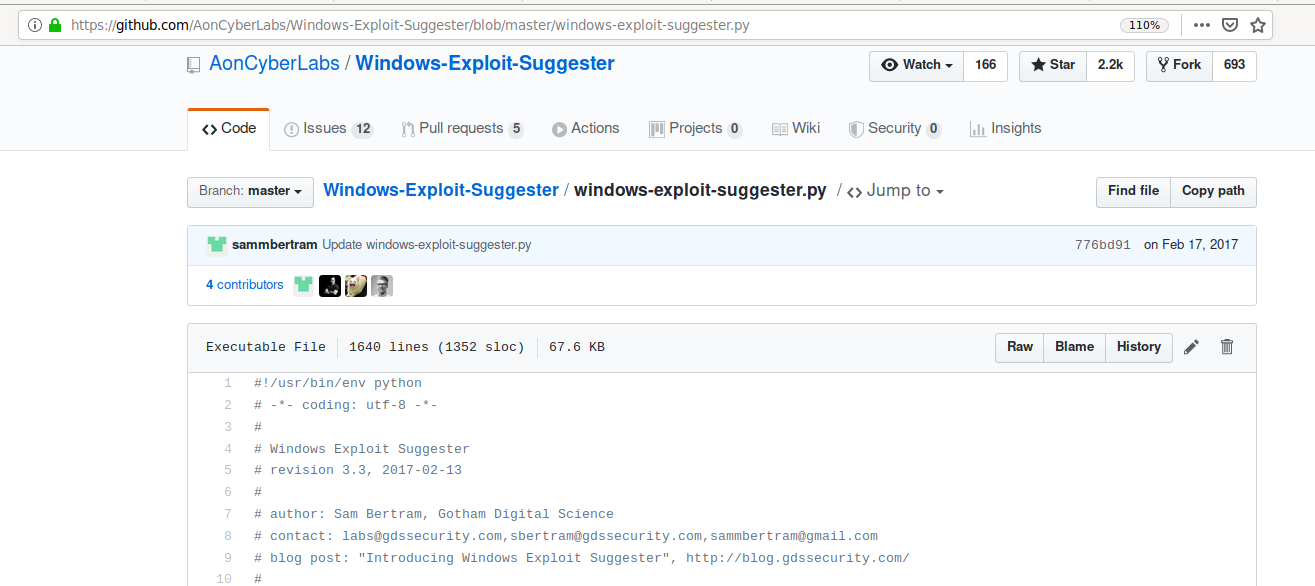 https://github.com/AonCyberLabs/Windows-Exploit-Suggester/blob/master/windows-exploit-suggester.py 110%
AonCyberLabs / Windows-Exploit-Suggester Watch 166 Star 2.2k Fork 693
Code Issues 12 Pull requests 5 Actions Projects 0 Wiki Security 0 Insights
Branch: master Windows-Exploit-Suggester / windows-exploit-suggester.py / Jump to Find file Copy path
sammbertram Update windows-exploit-suggester.py 776bd91 on Feb 17, 2017
4 contributors
Executable File 1640 lines (1352 sloc) 67.6 KB Raw Blame History
1 #!/usr/bin/env python
2 # -*- coding: utf-8 -*-
3 #
4 # Windows Exploit Suggester
5 # revision 3.3, 2017-02-13
6 #
7 # author: Sam Bertram, Gotham Digital Science
8 # contact: labs@gdssecurity.com,sbertram@gdssecurity.com,sammbertram@gmail.com
9 # blog post: "Introducing Windows Exploit Suggester", http://blog.gdssecurity.com/
10 #